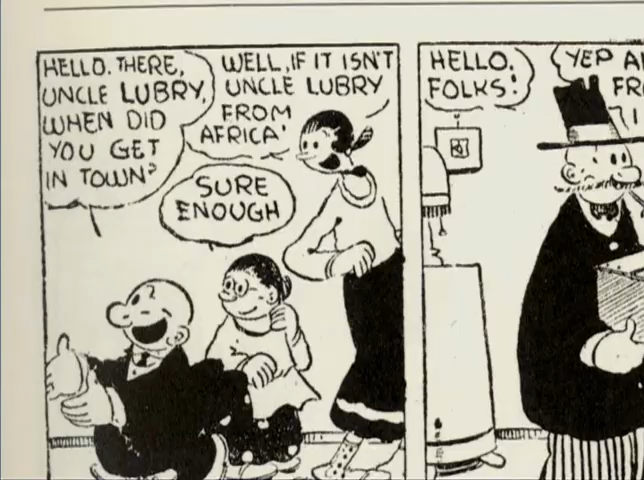 HELLO. THERE,
UNCLE LUBRY,
WHEN DID
YOU GET
IN TOWN?
WELL, IF IT ISN'T
UNCLE LUBRY
FROM
AFRICA'
SURE
ENOUGH
HELLO.
FOLKS!
YEP